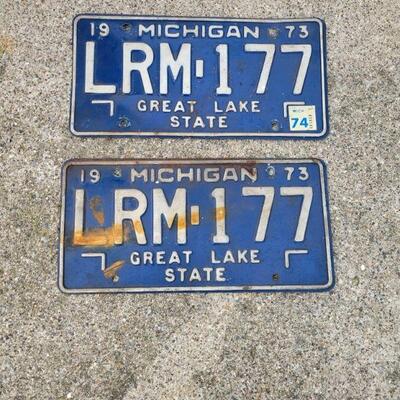 19 MICHIGAN 73
LRM-177
GREAT LAKE
STATE
74
19 MICHIGAN 73
LRM-177
GREAT LAKE
STATE